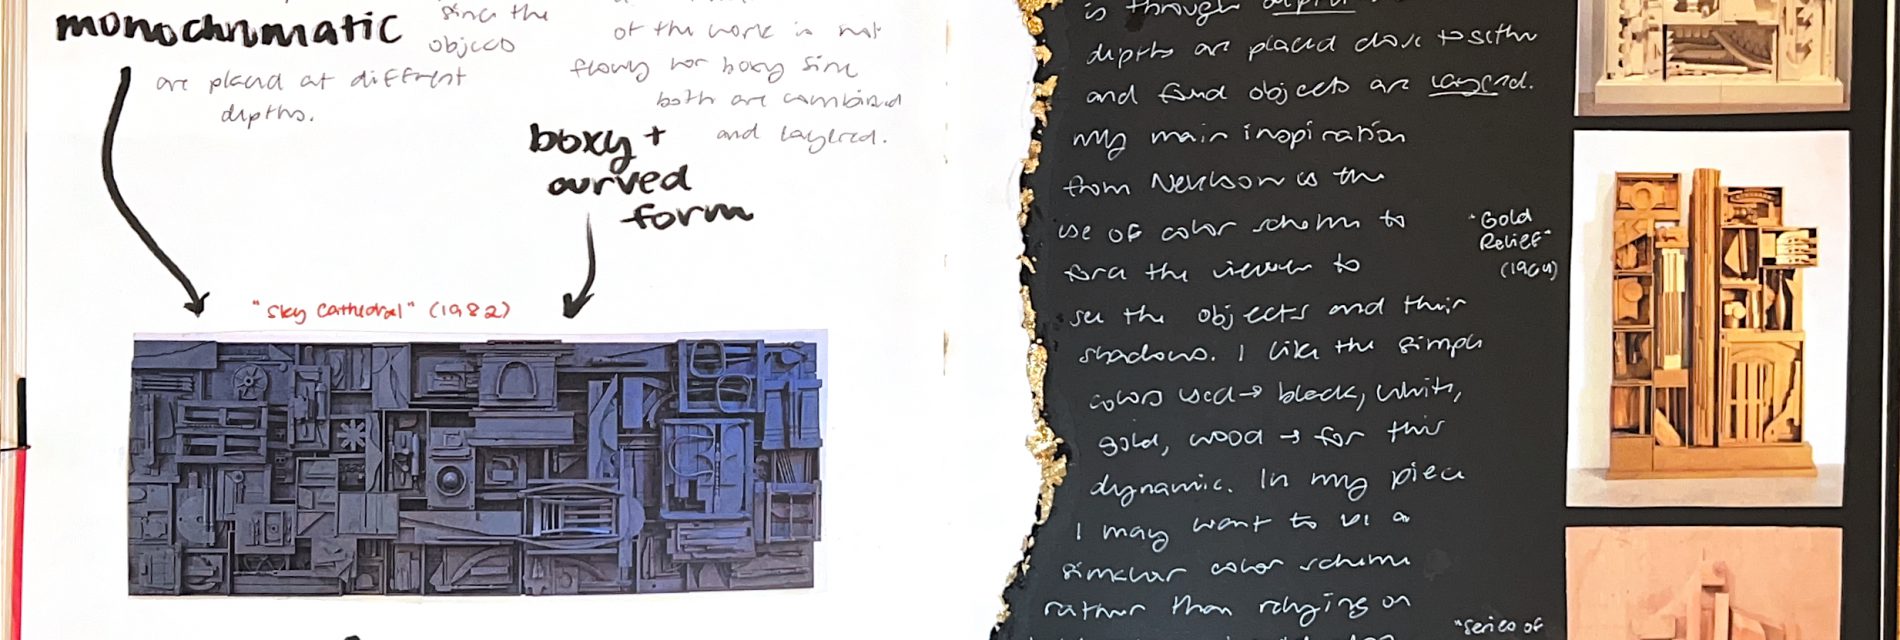 monochromatic
since the
objects
are placed at different
depths.
of the work is not
flowy nor boxy since
both are combined
and layered.
boxy +
curved
form
"Sky Cathedral" (1982)
is through
depths are placed close together
and found objects are layered.
my main inspiration
from Nevelson is the
use of color scheme to
force the viewer to
see the objects and their
shadows. I like the simple
colors used → black, white,
gold, wood → for this
dynamic. In my piece
I may want to use a
similar color scheme
rather than relying on
"Gold
Relief"
(1964)
"series of